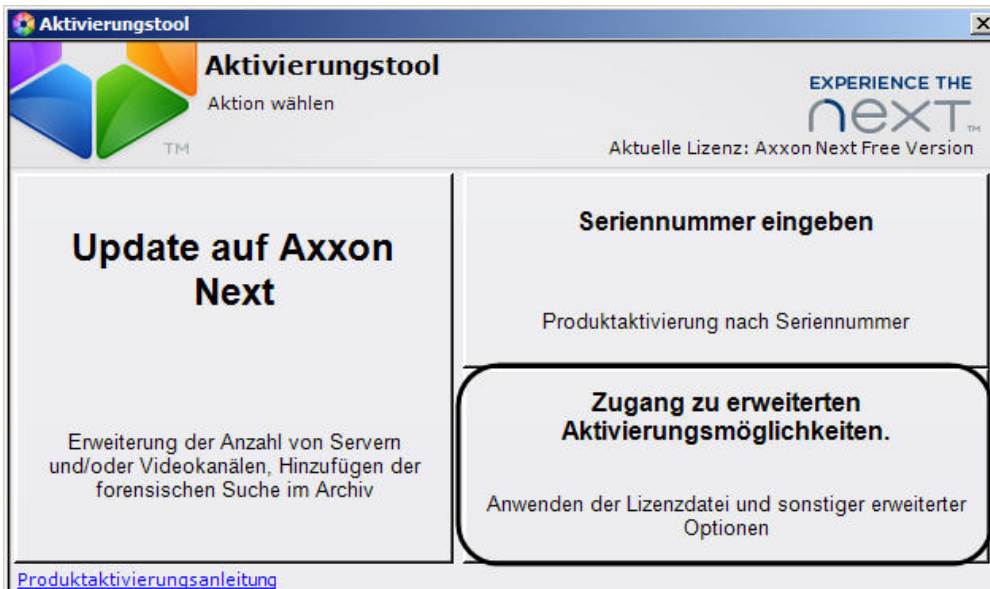 Aktivierungstool
Aktivierungstool
Aktion wählen
TM
EXPERIENCE THE
next TM
Aktuelle Lizenz: Axxon Next Free Version
Update auf Axxon
Next
Erweiterung der Anzahl von Servern
und/oder Videokanälen, Hinzufügen der
forensischen Suche im Archiv
Seriennummer eingeben
Produktaktivierung nach Seriennummer
Zugang zu erweiterten
Aktivierungsmöglichkeiten.
Anwenden der Lizenzdatei und sonstiger erweiterter
Optionen
Produktaktivierungsanleitung